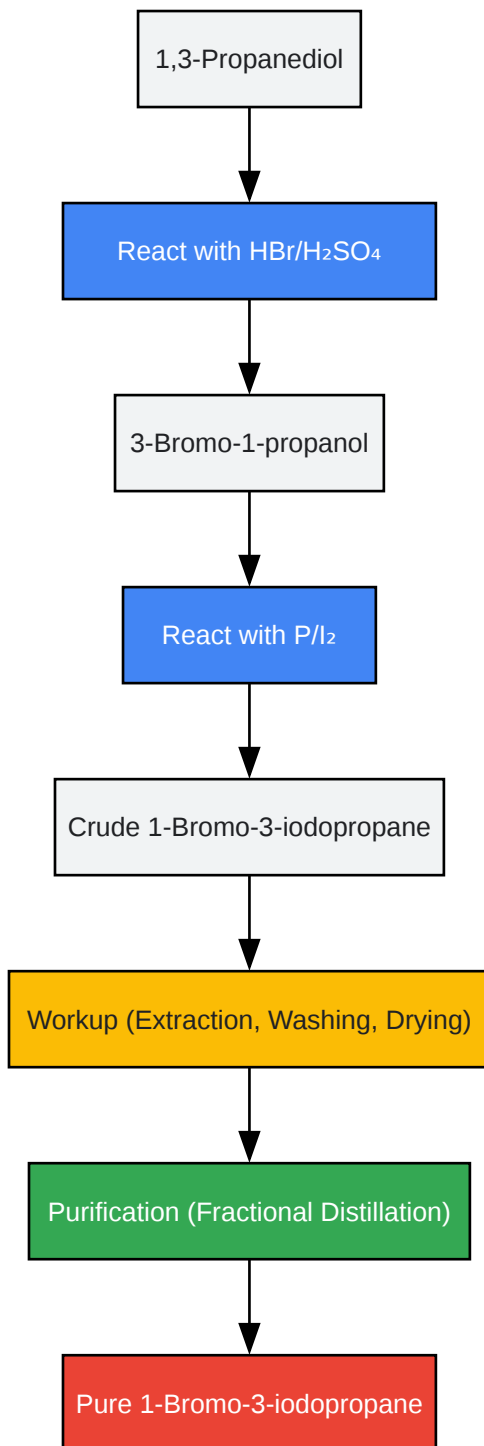 1,3-Propanediol
React with HBr/H₂SO₄
3-Bromo-1-propanol
React with P/I₂
Crude 1-Bromo-3-iodopropane
Workup (Extraction, Washing, Drying)
Purification (Fractional Distillation)
Pure 1-Bromo-3-iodopropane